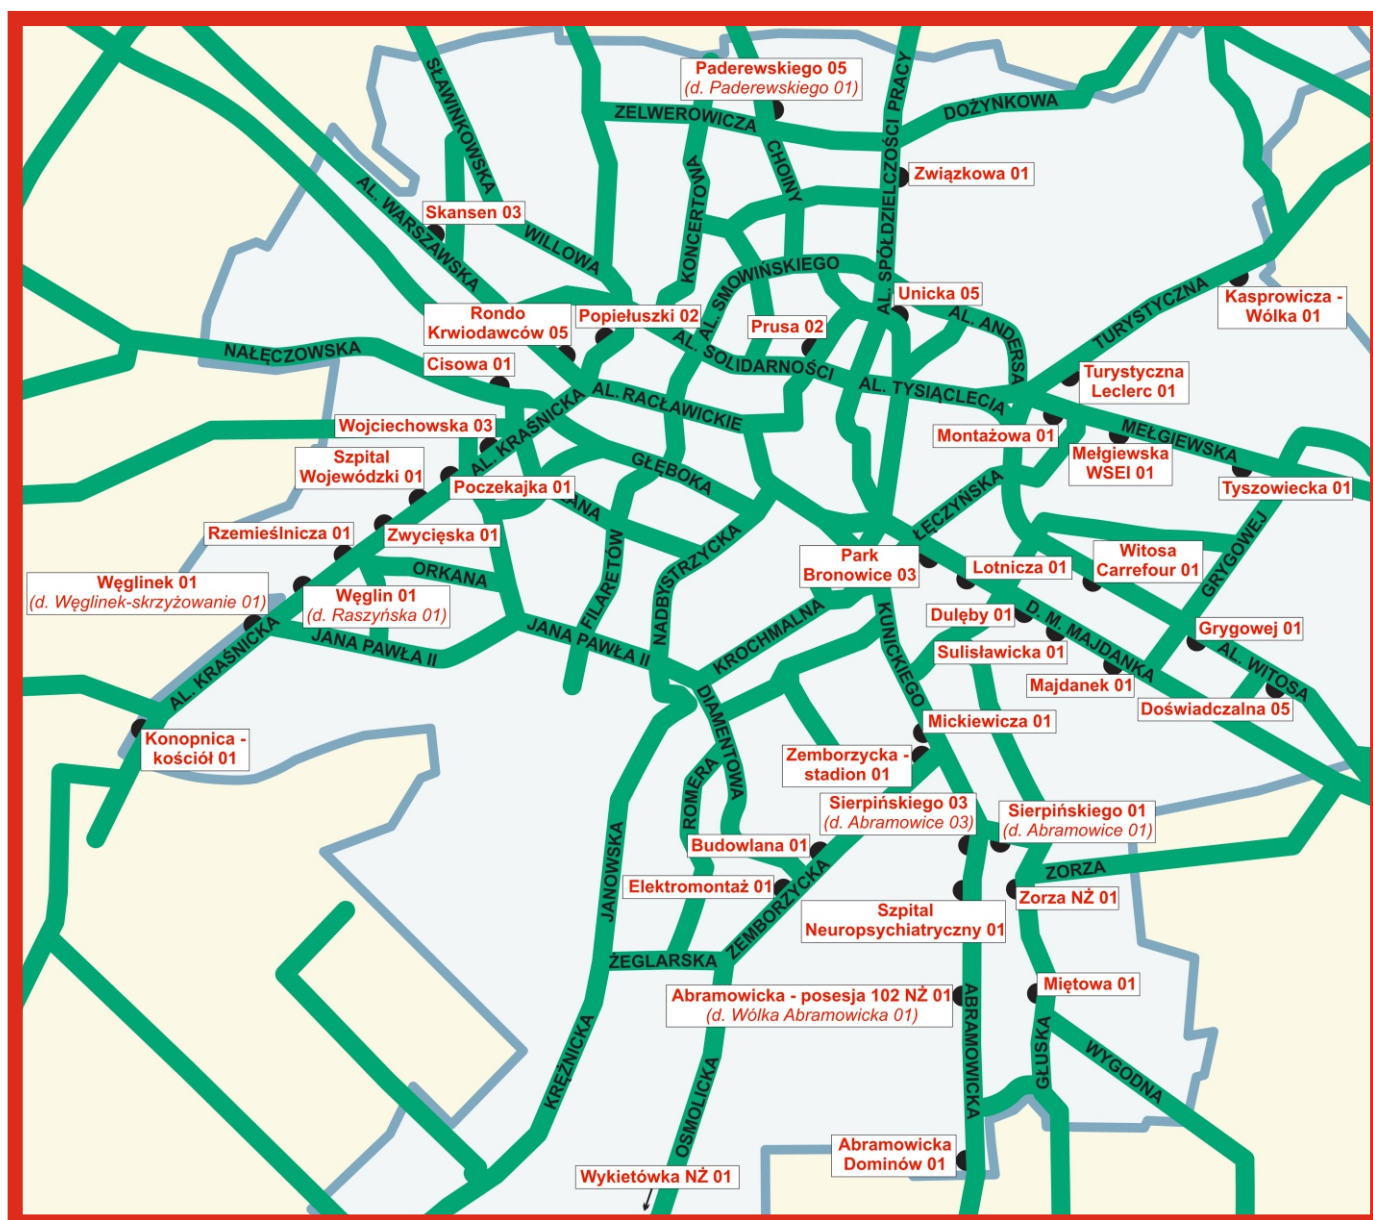 SŁAWINKOWSKA
Paderewskiego 05
(d. Paderewskiego 01)
ZELWEROWICZA
CHOINY
AL. SPÓŁDZIELCZOŚCI PRACY
DOŻYNKOWA
Związkowa 01
AL. WARSZAWSKA
Skansen 03
WILLOWA
KONCERTOWA
AL. SMOWIŃSKIEGO
Unicka 05
AL. ANDERSA
TURYSTYCZNA
Kasprowicza -
Wólka 01
Rondo
Krwiodawców 05
Popiełuszki 02
Prusa 02
AL. SOLIDARNOŚCI
NAŁĘCZOWSKA
Cisowa 01
AL. RACŁAWICKIE
AL. TYSIĄCLECIA
Turystyczna
Leclerc 01
Wojciechowska 03
AL. KRAŚNICKA
Montażowa 01
MEŁGIEWSKA
Mełgiewska
WSEI 01
Tyszowiecka 01
Szpital
Wojewódzki 01
Poczekajka 01
ZANA
GŁĘBOKA
ŁĘCZYŃSKA
GRYGOWEJ
Rzemieślnicza 01
Zwycięska 01
FILARETÓW
NADBYSTRZYCKA
Park
Bronowice 03
Lotnicza 01
Witosa
Carrefour 01
Węglinek 01
(d. Węglinek-skrzyżowanie 01)
ORKANA
Węglin 01
(d. Raszyńska 01)
KROCHMALNA
KUNICKIEGO
Dulęby 01
D. M. MAJDANKA
Grygowej 01
AL. WITOSA
AL. KRAŚNICKA
JANA PAWŁA II
JANA PAWŁA II
Sulisławicka 01
Majdanek 01
Doświadczalna 05
DIAMENTOWA
Mickiewicza 01
Konopnica -
kościół 01
Zemborzycka -
stadion 01
ROMERA
Sierpińskiego 03
(d. Abramowice 03)
Sierpińskiego 01
(d. Abramowice 01)
Budowlana 01
JANOWSKA
Elektromontaż 01
ZEMBORZYCKA
ZORZA
Zorza NŻ 01
Szpital
Neuropsychiatryczny 01
ŻEGLARSKA
Abramowicka - posesja 102 NŻ 01
(d. Wólka Abramowicka 01)
Miętowa 01
ABRAMOWICKA
GŁUSKA
WYGODNA
KRĘŻNICKA
OSMOLICKA
Abramowicka
Dominów 01
Wykietówka NŻ 01